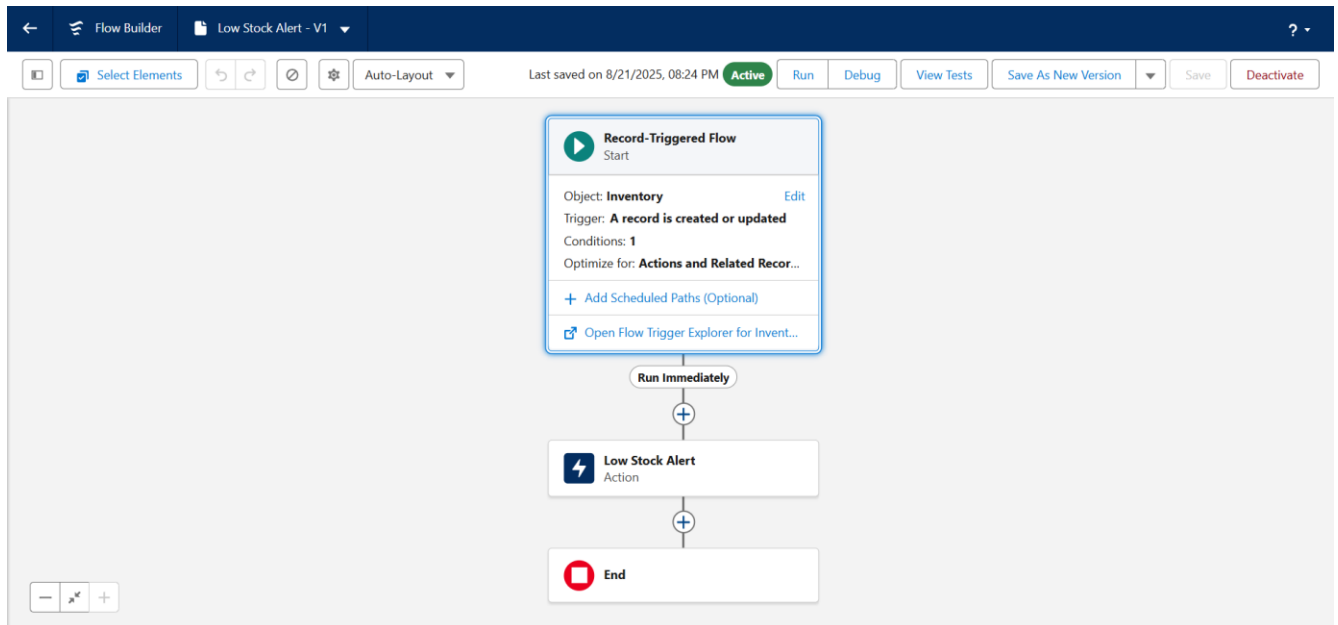 Flow Builder
Low Stock Alert - V1
? 
Select Elements
Auto-Layout
Last saved on 8/21/2025, 08:24 PM
Active
Run
Debug
View Tests
Save As New Version
Save
Deactivate
Record-Triggered Flow
Start
Object: Inventory
Edit
Trigger: A record is created or updated
Conditions: 1
Optimize for: Actions and Related Recor...
+ Add Scheduled Paths (Optional)
Open Flow Trigger Explorer for Invent...
Run Immediately
Low Stock Alert
Action
End